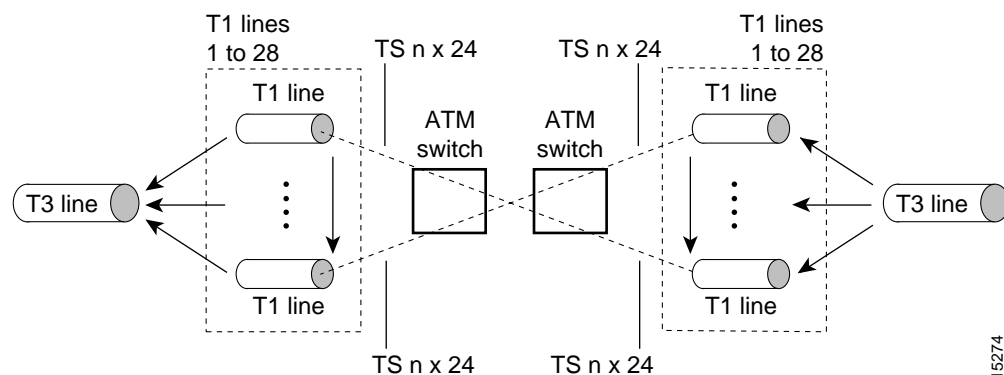 T1 lines
1 to 28
TS n x 24
TS n x 24
T1 lines
1 to 28
T1 line
ATM
switch
ATM
switch
T1 line
T3 line
T3 line
T1 line
T1 line
TS n x 24
TS n x 24
15274